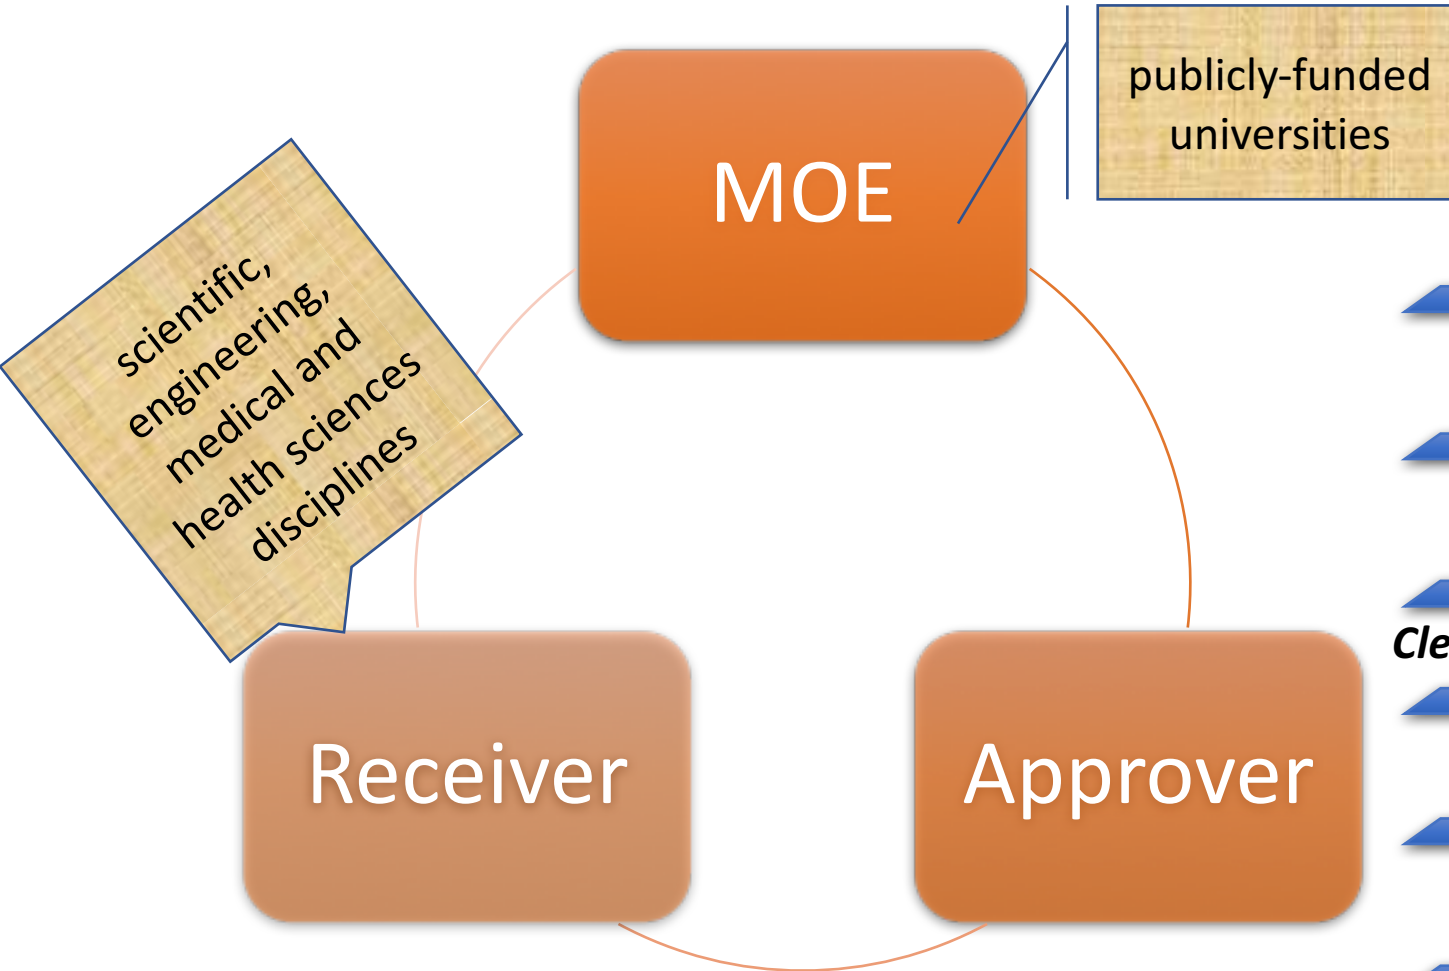 publicly-funded
universities
MOE
scientific,
engineering,
medical and
health sciences
disciplines
Receiver
Approver